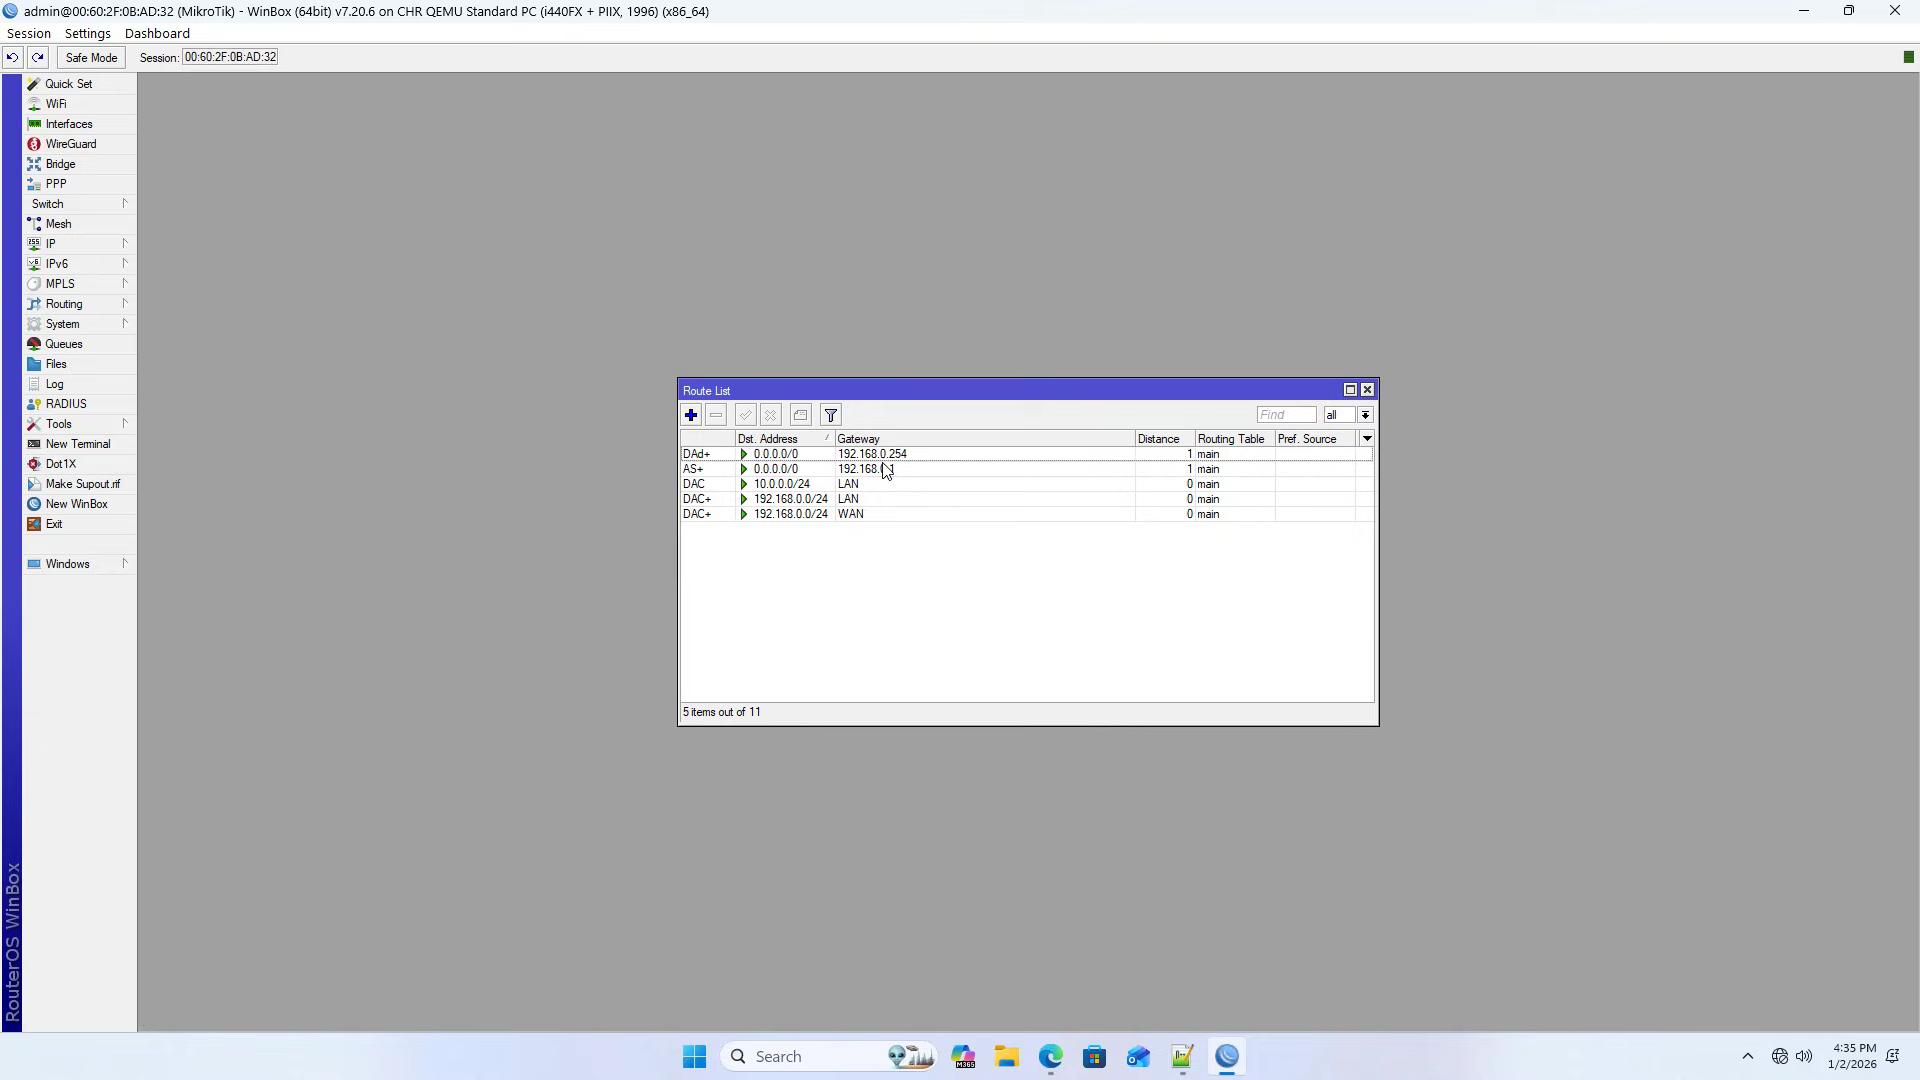 admin@00:60:2F:0B:AD:32 (MikroTik) - WinBox (64bit) v7.20.6 on CHR QEMU Standard PC (i440FX + PIIX, 1996) (x86_64)
Session Settings Dashboard
Safe Mode Session: 00:60:2F:0B:AD:32
Quick Set
WiFi
Interfaces
WireGuard
Bridge
PPP
Switch
Mesh
IP
IPv6
MPLS
Routing
System
Queues
Files
Log
RADIUS
Tools
New Terminal
Dot1X
Make Supout.rif
New WinBox
Exit
Windows
RouterOS WinBox
Route List
Find all
Dst. Address Gateway Distance Routing Table Pref. Source
DAd+ 0.0.0.0/0 192.168.0.254 1 main
AS+ 0.0.0.0/0 1 main
DAC 10.0.0.0/24 LAN 0 main
DAC+ 192.168.0.0/24 LAN 0 main
DAC+ 192.168.0.0/24 WAN 0 main
5 items out of 11
Search
M365
4:35 PM
1/2/2026